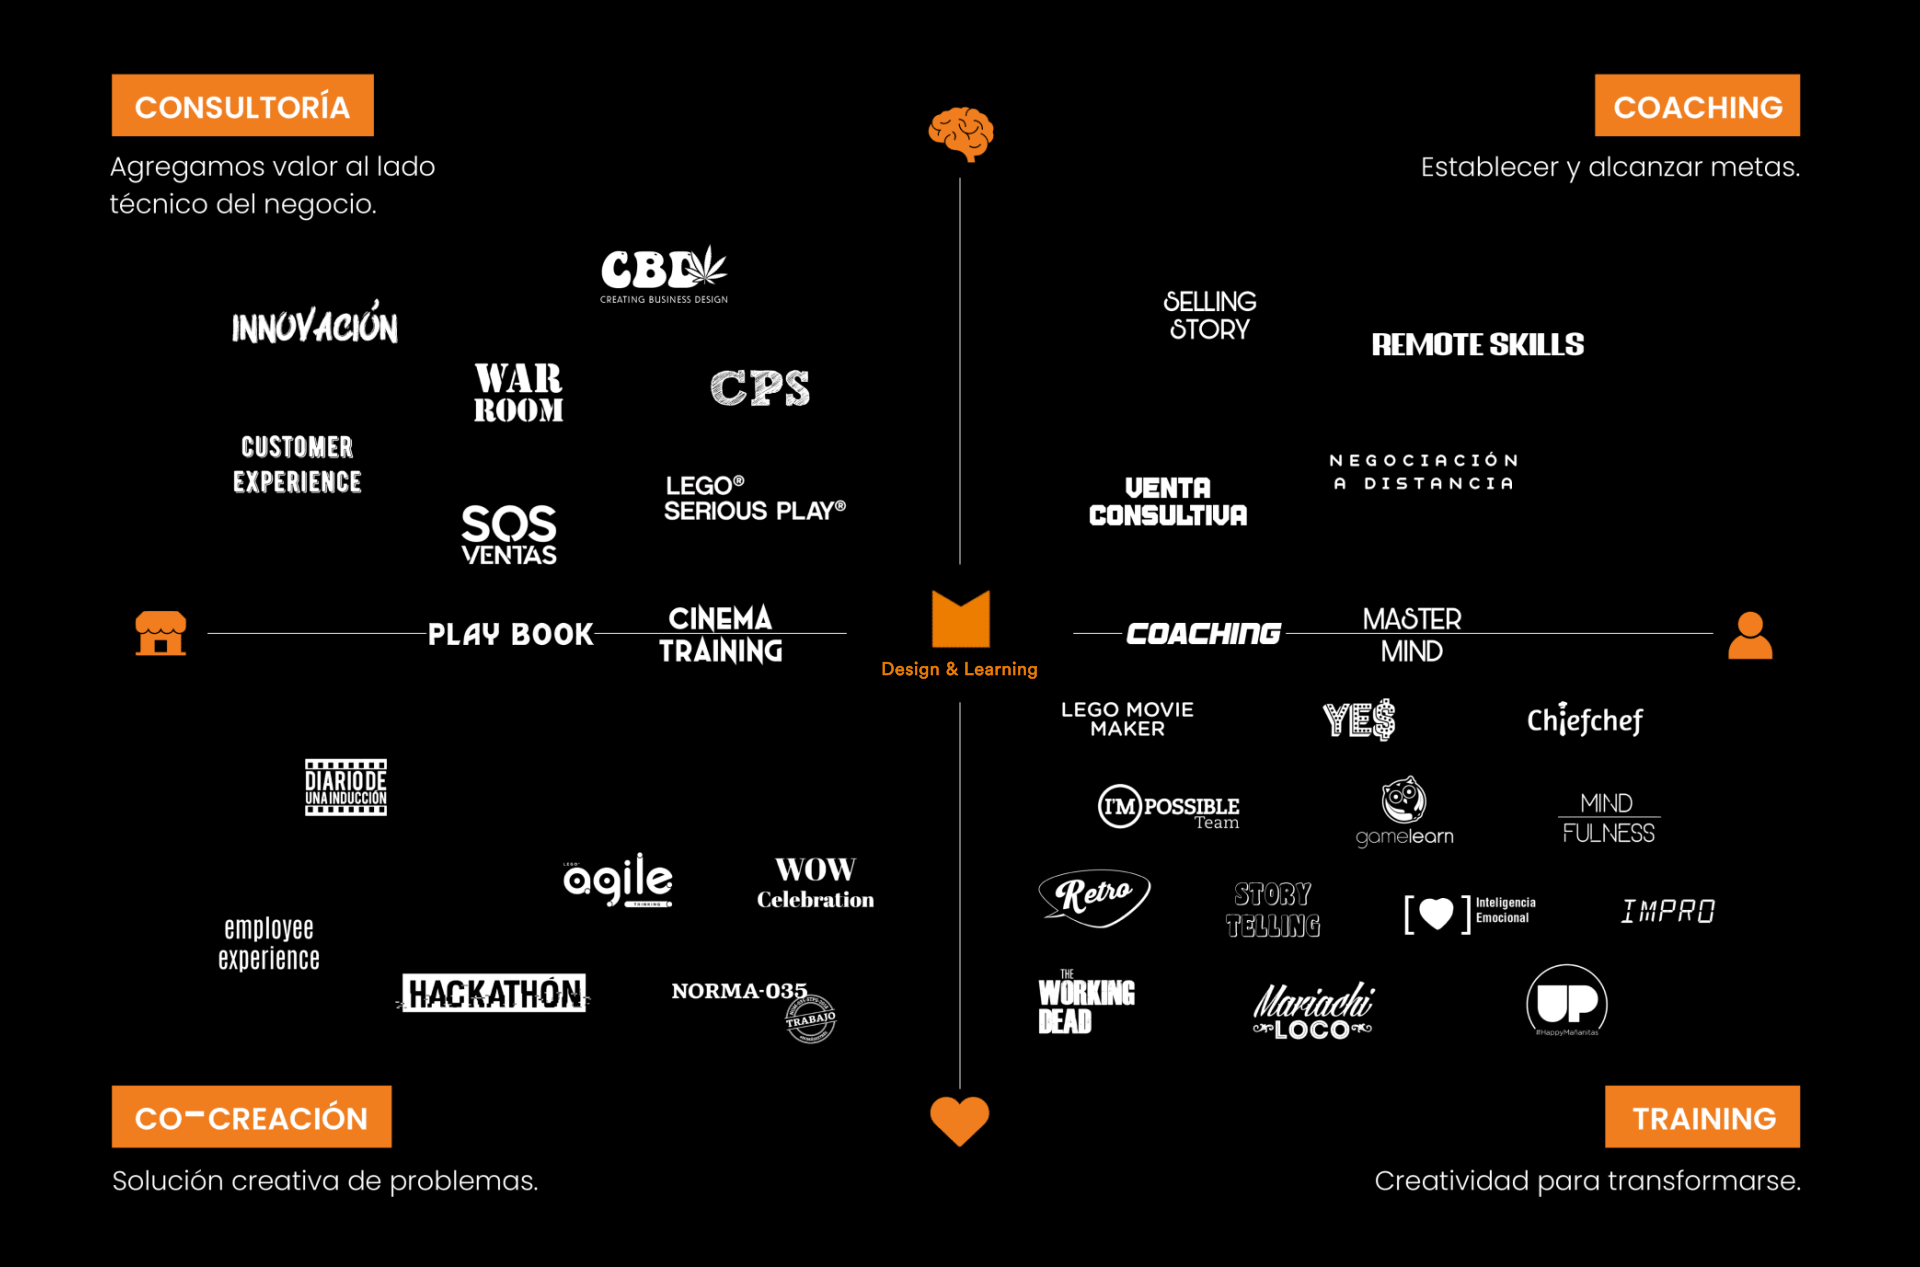 CONSULTORÍA
Agregamos valor al lado
técnico del negocio.
COACHING
Establecer y alcanzar metas.
CBD
CREATING BUSINESS DESIGN
INNOVACIÓN
WAR
ROOM
CPS
CUSTOMER
EXPERIENCE
LEGO®
SERIOUS PLAY®
SOS
VENTAS
SELLING
STORY
REMOTE SKILLS
NEGOCIACIÓN
A DISTANCIA
VENTA
CONSULTIVA
PLAY BOOK
CINEMA
TRAINING
Design & Learning
COACHING
MASTER
MIND
DIARIO DE
UNA INDUCCIÓN
LEGO°
agile
THINKING
WOW
Celebration
employee
experience
HACKATHÓN
NORMA-035
TRABAJO
LEGO MOVIE
MAKER
YE$
Chiefchef
I'M POSSIBLE
Team
gamelearn
MIND
FULNESS
Retro
STORY
TELLING
[ ] Inteligencia
Emocional
IMPRO
THE
WORKING
DEAD
Mariachi
LOCO
UP
#HappyMañanitas
CO-CREACIÓN
Solución creativa de problemas.
TRAINING
Creatividad para transformarse.